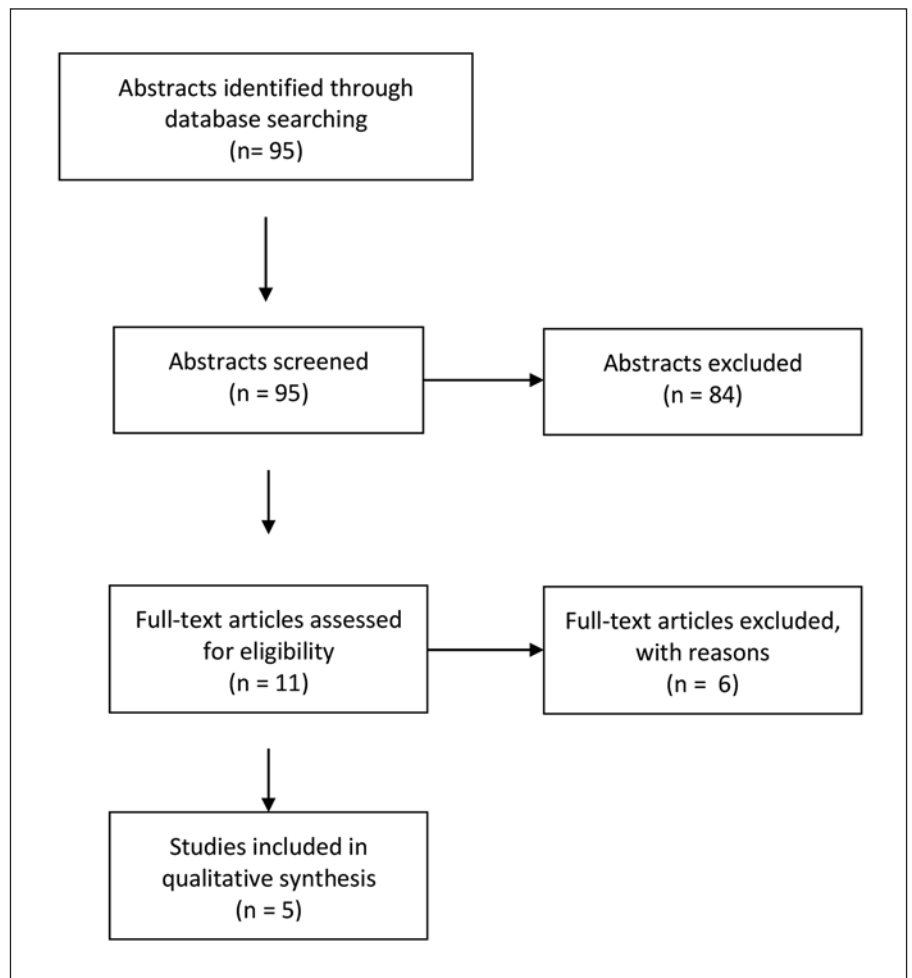 Abstracts identified through
database searching
(n= 95)
Abstracts screened
(n = 95)
Abstracts excluded
(n = 84)
Full-text articles assessed
for eligibility
(n = 11)
Full-text articles excluded,
with reasons
(n =  6)
Studies included in
qualitative synthesis
(n = 5)